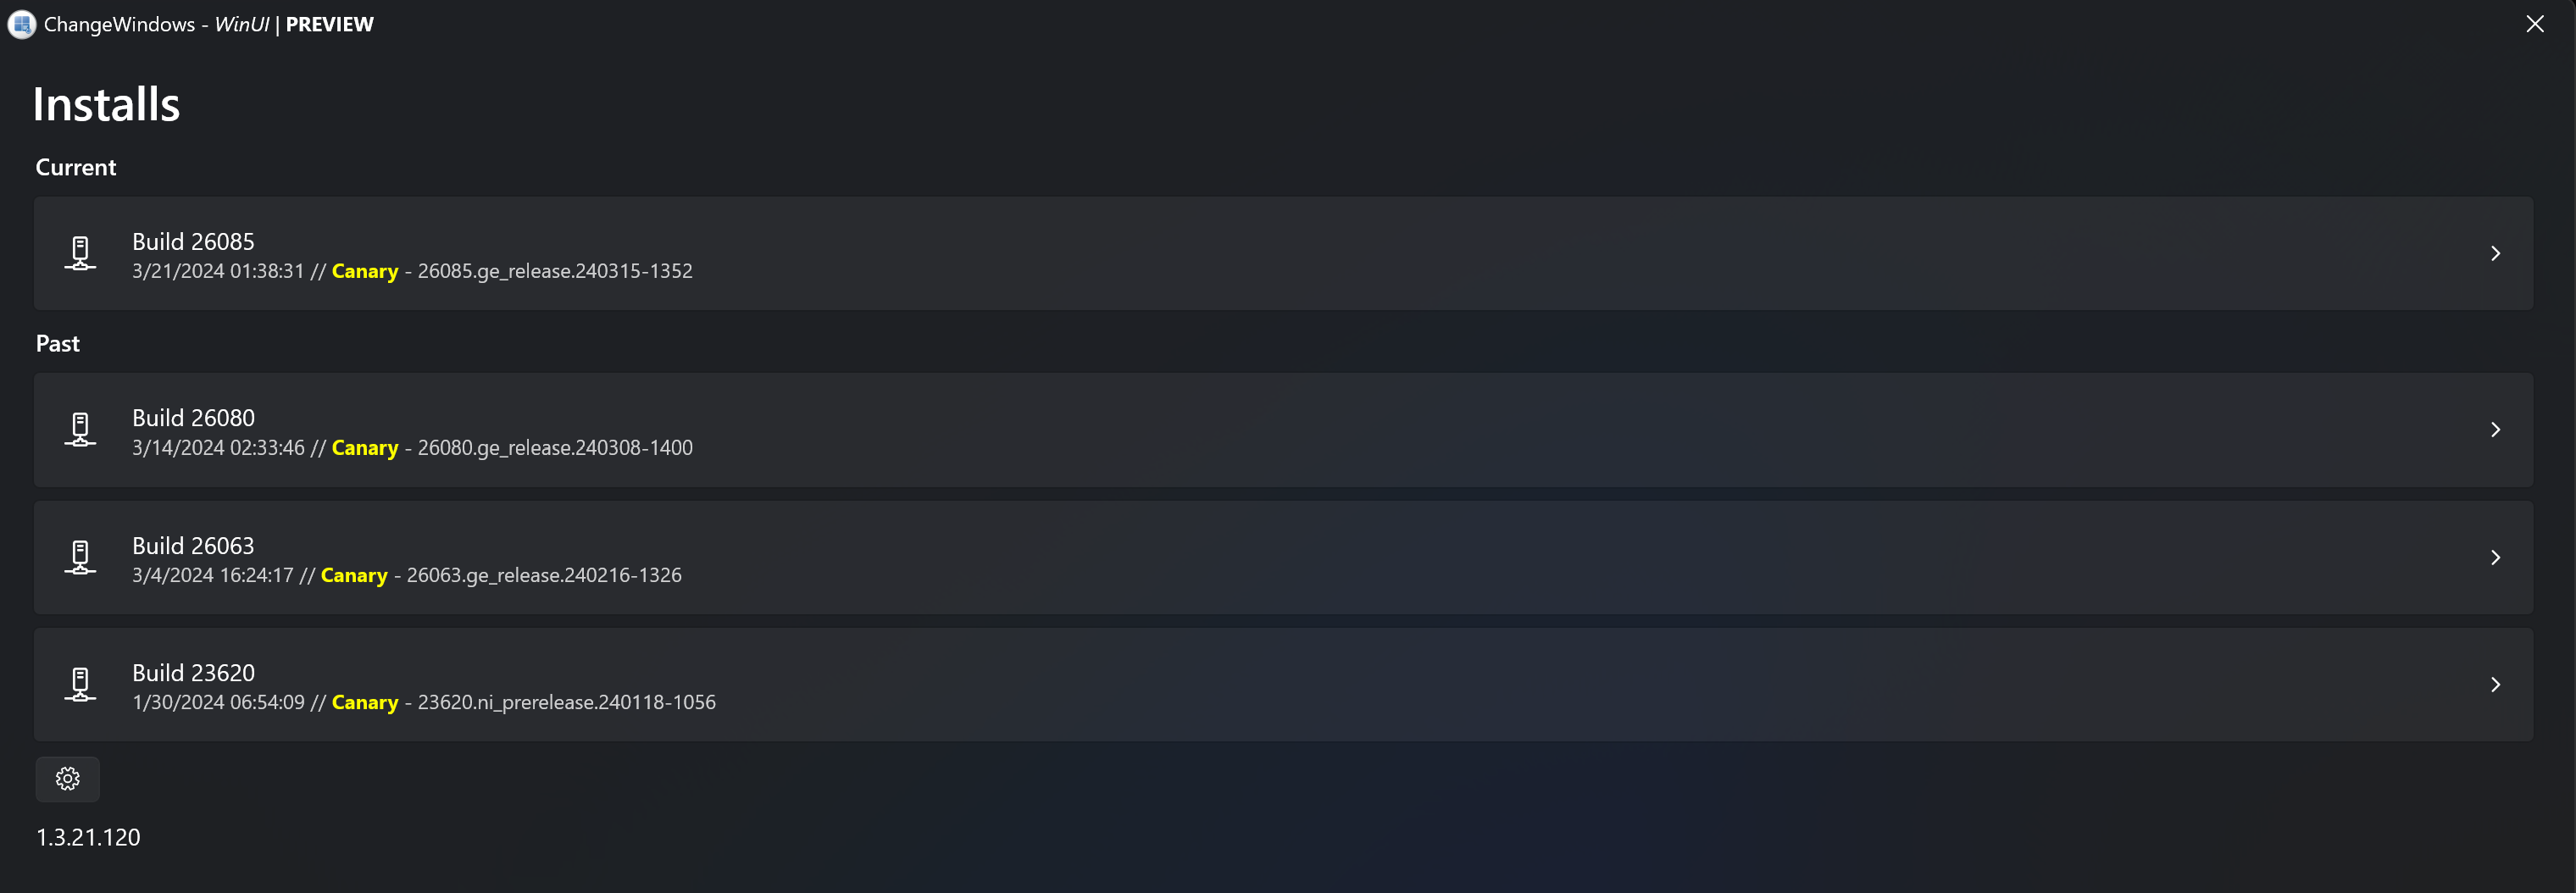 ChangeWindows - WinUI | PREVIEW
Installs
Current
Build 26085
3/21/2024 01:38:31 // Canary - 26085.ge_release.240315-1352
Past
Build 26080
3/14/2024 02:33:46 // Canary - 26080.ge_release.240308-1400
Build 26063
3/4/2024 16:24:17 // Canary - 26063.ge_release.240216-1326
Build 23620
1/30/2024 06:54:09 // Canary - 23620.ni_prerelease.240118-1056
1.3.21.120